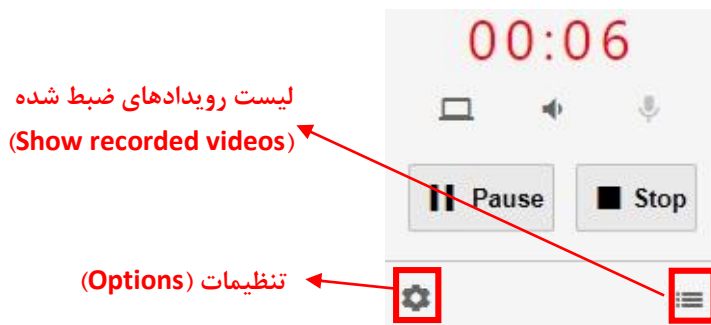 00:06
لیست رویدادهای ضبط شده
(Show recorded videos)
Pause
Stop
تنظیمات (Options)